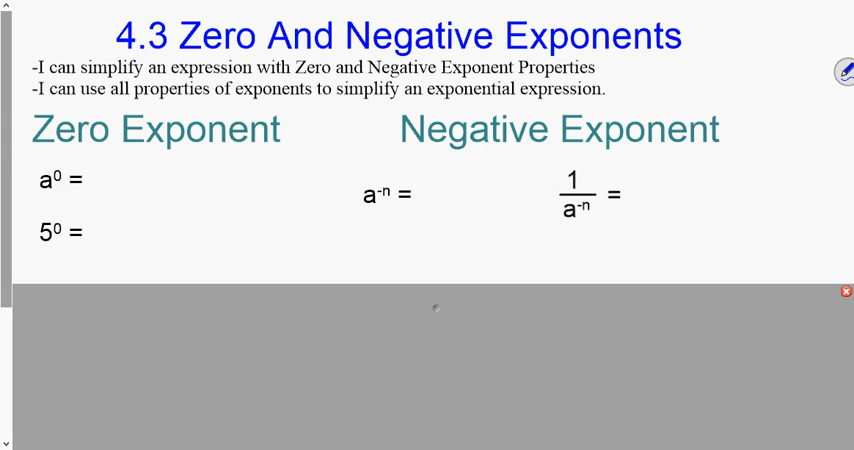 4.3 Zero And Negative Exponents
-I can simplify an expression with Zero and Negative Exponent Properties
-I can use all properties of exponents to simplify an exponential expression.
Zero Exponent
Negative Exponent
a⁰ =
5⁰ =
a⁻ⁿ =
1/a⁻ⁿ =